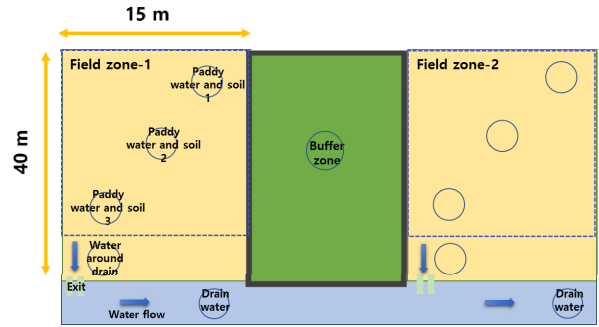 15 m
40 m
Field zone-1
Paddy
water and soil
1
Paddy
water and soil
2
Paddy
water and soil
3
Water
around
drain
Exit
Water flow
Drain
water
Buffer
zone
Field zone-2
Drain
water